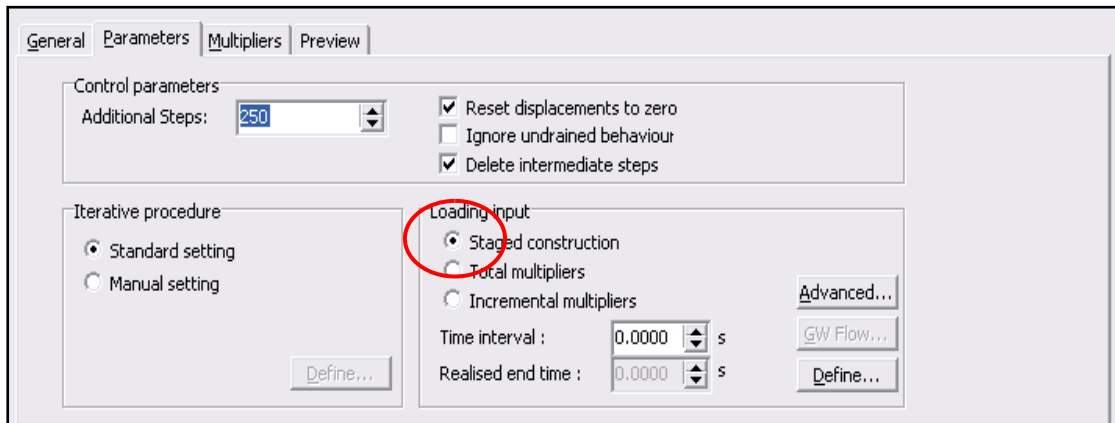 General Parameters Multipliers Preview
Control parameters
Additional Steps: 250
Reset displacements to zero
Ignore undrained behaviour
Delete intermediate steps
Iterative procedure
Standard setting
Manual setting
Define...
Loading input
Staged construction
Total multipliers
Incremental multipliers
Time interval : 0.0000 s
Realised end time : 0.0000 s
Advanced...
GW Flow...
Define...